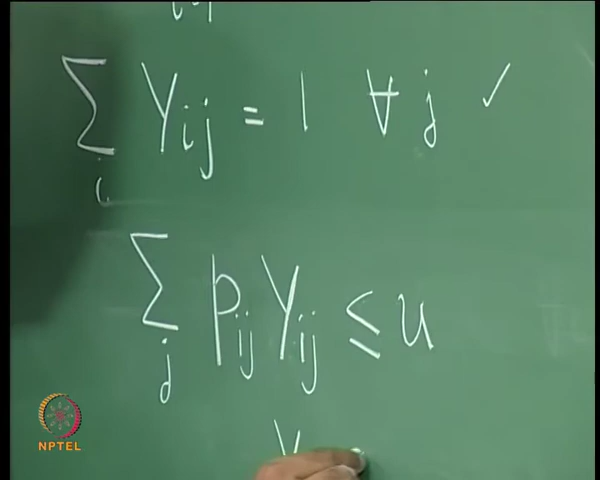 ∑ Yij = 1 ∀ j ✓
i
∑ pij Yij ≤ u
j
Y
NPTEL